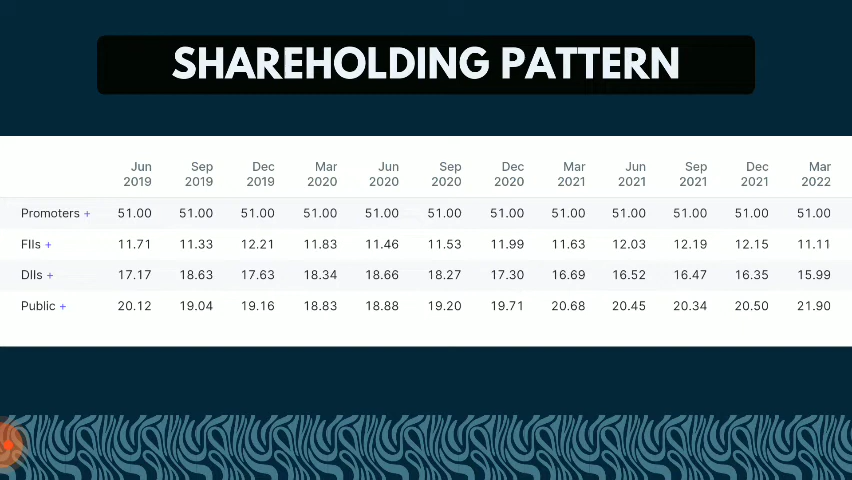 SHAREHOLDING PATTERN
Jun 2019 Sep 2019 Dec 2019 Mar 2020 Jun 2020 Sep 2020 Dec 2020 Mar 2021 Jun 2021 Sep 2021 Dec 2021 Mar 2022
Promoters + 51.00 51.00 51.00 51.00 51.00 51.00 51.00 51.00 51.00 51.00 51.00 51.00
FIIs + 11.71 11.33 12.21 11.83 11.46 11.53 11.99 11.63 12.03 12.19 12.15 11.11
DIIs + 17.17 18.63 17.63 18.34 18.66 18.27 17.30 16.69 16.52 16.47 16.35 15.99
Public + 20.12 19.04 19.16 18.83 18.88 19.20 19.71 20.68 20.45 20.34 20.50 21.90